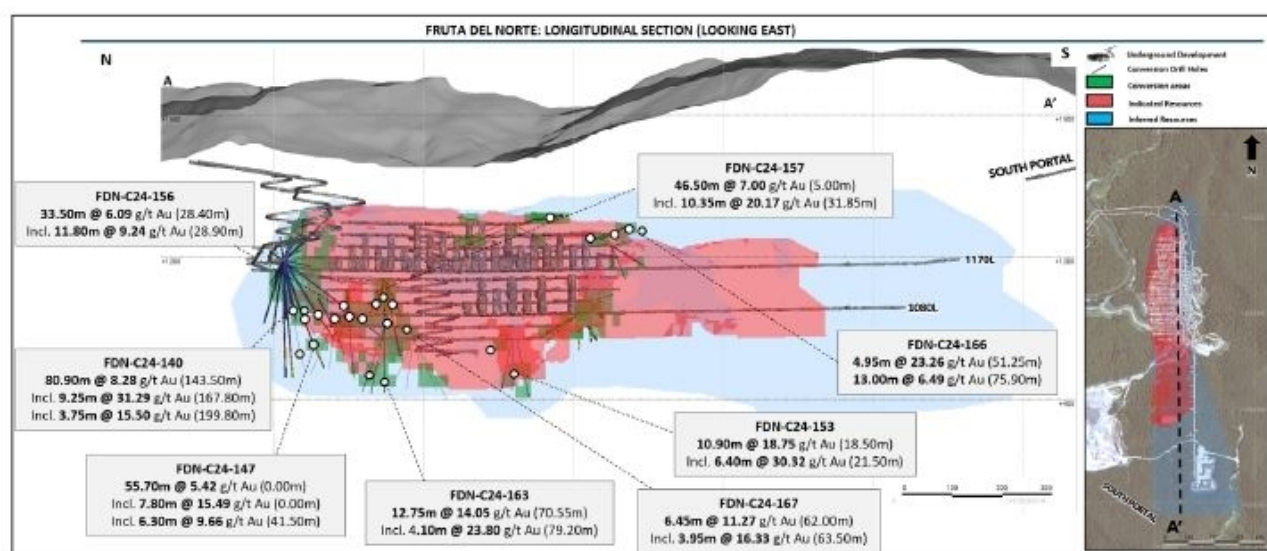 FRUTA DEL NORTE: LONGITUDINAL SECTION (LOOKING EAST)
N
S
A
A'
Underground Development
Conversion Drill Holes
Conversion areas
Indicated Resources
Inferred Resources
SOUTH PORTAL
FDN-C24-156
33.50m @ 6.09 g/t Au (28.40m)
Incl. 11.80m @ 9.24 g/t Au (28.90m)
FDN-C24-157
46.50m @ 7.00 g/t Au (5.00m)
Incl. 10.35m @ 20.17 g/t Au (31.85m)
1170L
1080L
FDN-C24-140
80.90m @ 8.28 g/t Au (143.50m)
Incl. 9.25m @ 31.29 g/t Au (167.80m)
Incl. 3.75m @ 15.50 g/t Au (199.80m)
FDN-C24-166
4.95m @ 23.26 g/t Au (51.25m)
13.00m @ 6.49 g/t Au (75.90m)
FDN-C24-153
10.90m @ 18.75 g/t Au (18.50m)
Incl. 6.40m @ 30.32 g/t Au (21.50m)
FDN-C24-147
55.70m @ 5.42 g/t Au (0.00m)
Incl. 7.80m @ 15.49 g/t Au (0.00m)
Incl. 6.30m @ 9.66 g/t Au (41.50m)
FDN-C24-163
12.75m @ 14.05 g/t Au (70.55m)
Incl. 4.10m @ 23.80 g/t Au (79.20m)
FDN-C24-167
6.45m @ 11.27 g/t Au (62.00m)
Incl. 3.95m @ 16.33 g/t Au (63.50m)
N
A
SOUTH PORTAL
A'